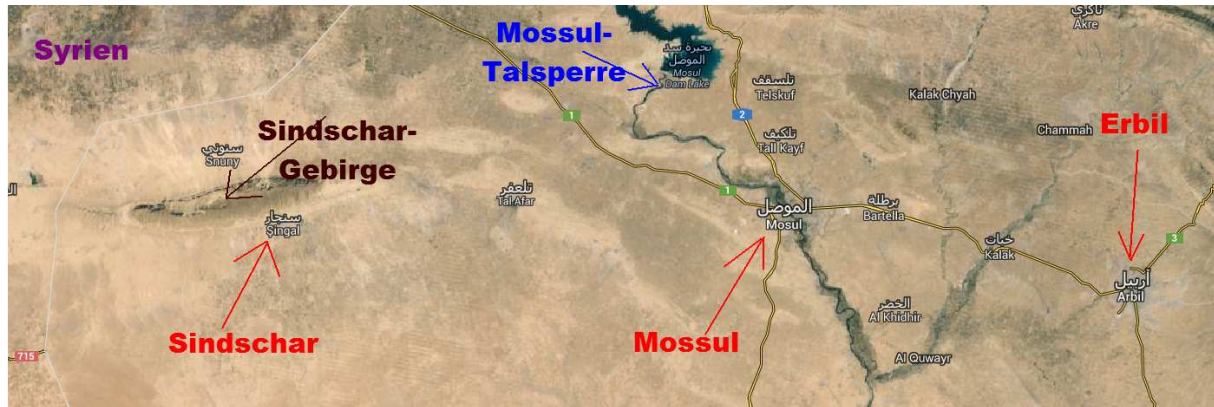 Syrien
Mossul-
Talsperre
بحيرة سد
الموصل
Mosul
Dam Lake
ئاکرێ
Akre
تلسقف
Telskuf
Kalak Chyah
1
2
Sindschar-
Gebirge
سنوني
Snuny
تلكيف
Tall Kayf
Chammah
Erbil
ال
تلعفر
Tal Afar
1
الموصل
Mosul
برطلة
Bartella
سنجار
Şingal
خبات
Kalak
3
أربيل
Arbil
الخضر
Al Khidhir
Sindschar
Mossul
715
Al Quwayr